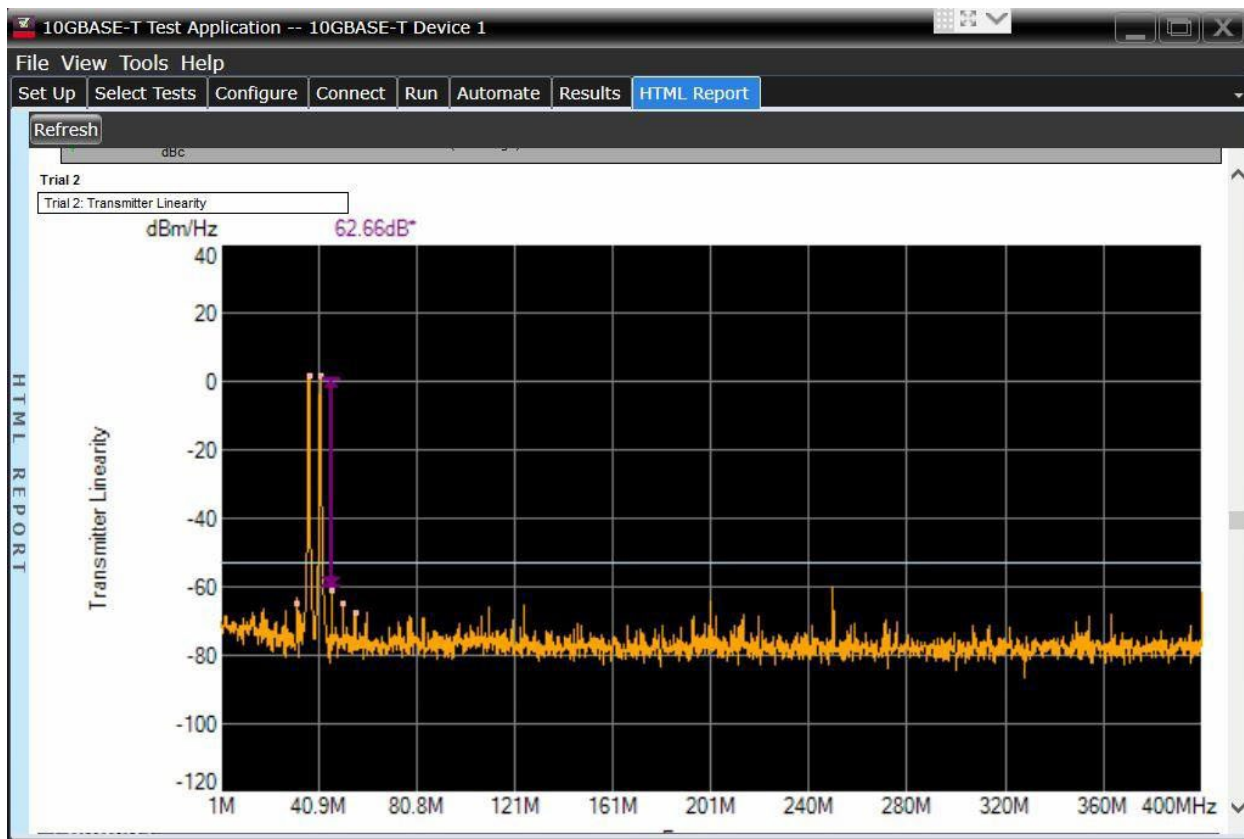 10GBASE-T Test Application -- 10GBASE-T Device 1
File View Tools Help
Set Up Select Tests Configure Connect Run Automate Results HTML Report
Refresh
dBc
Trial 2
Trial 2: Transmitter Linearity
dBm/Hz 62.66dB*
40
20
0
-20
-40
-60
-80
-100
-120
Transmitter Linearity
1M 40.9M 80.8M 121M 161M 201M 240M 280M 320M 360M 400MHz
HTML REPORT